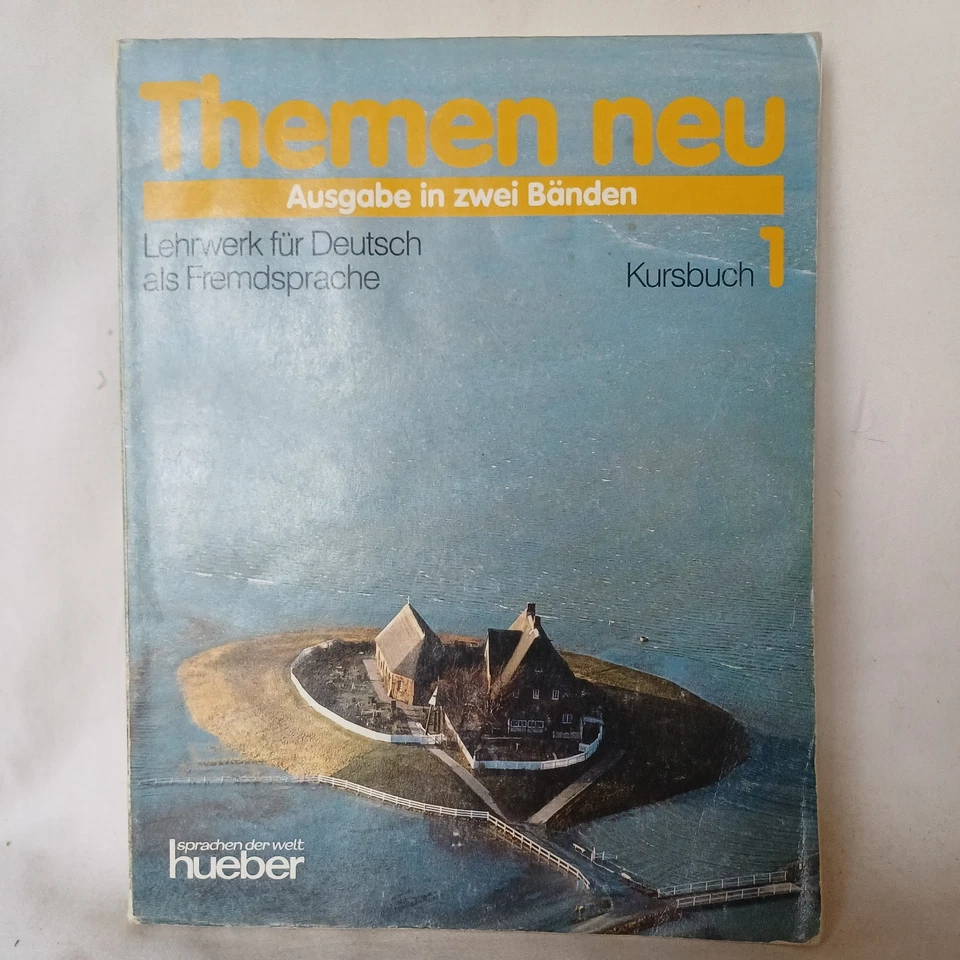 Themen neu
Ausgabe in zwei Bänden
Lehrwerk für Deutsch
als Fremdsprache
Kursbuch 1
sprachen der welt
hueber